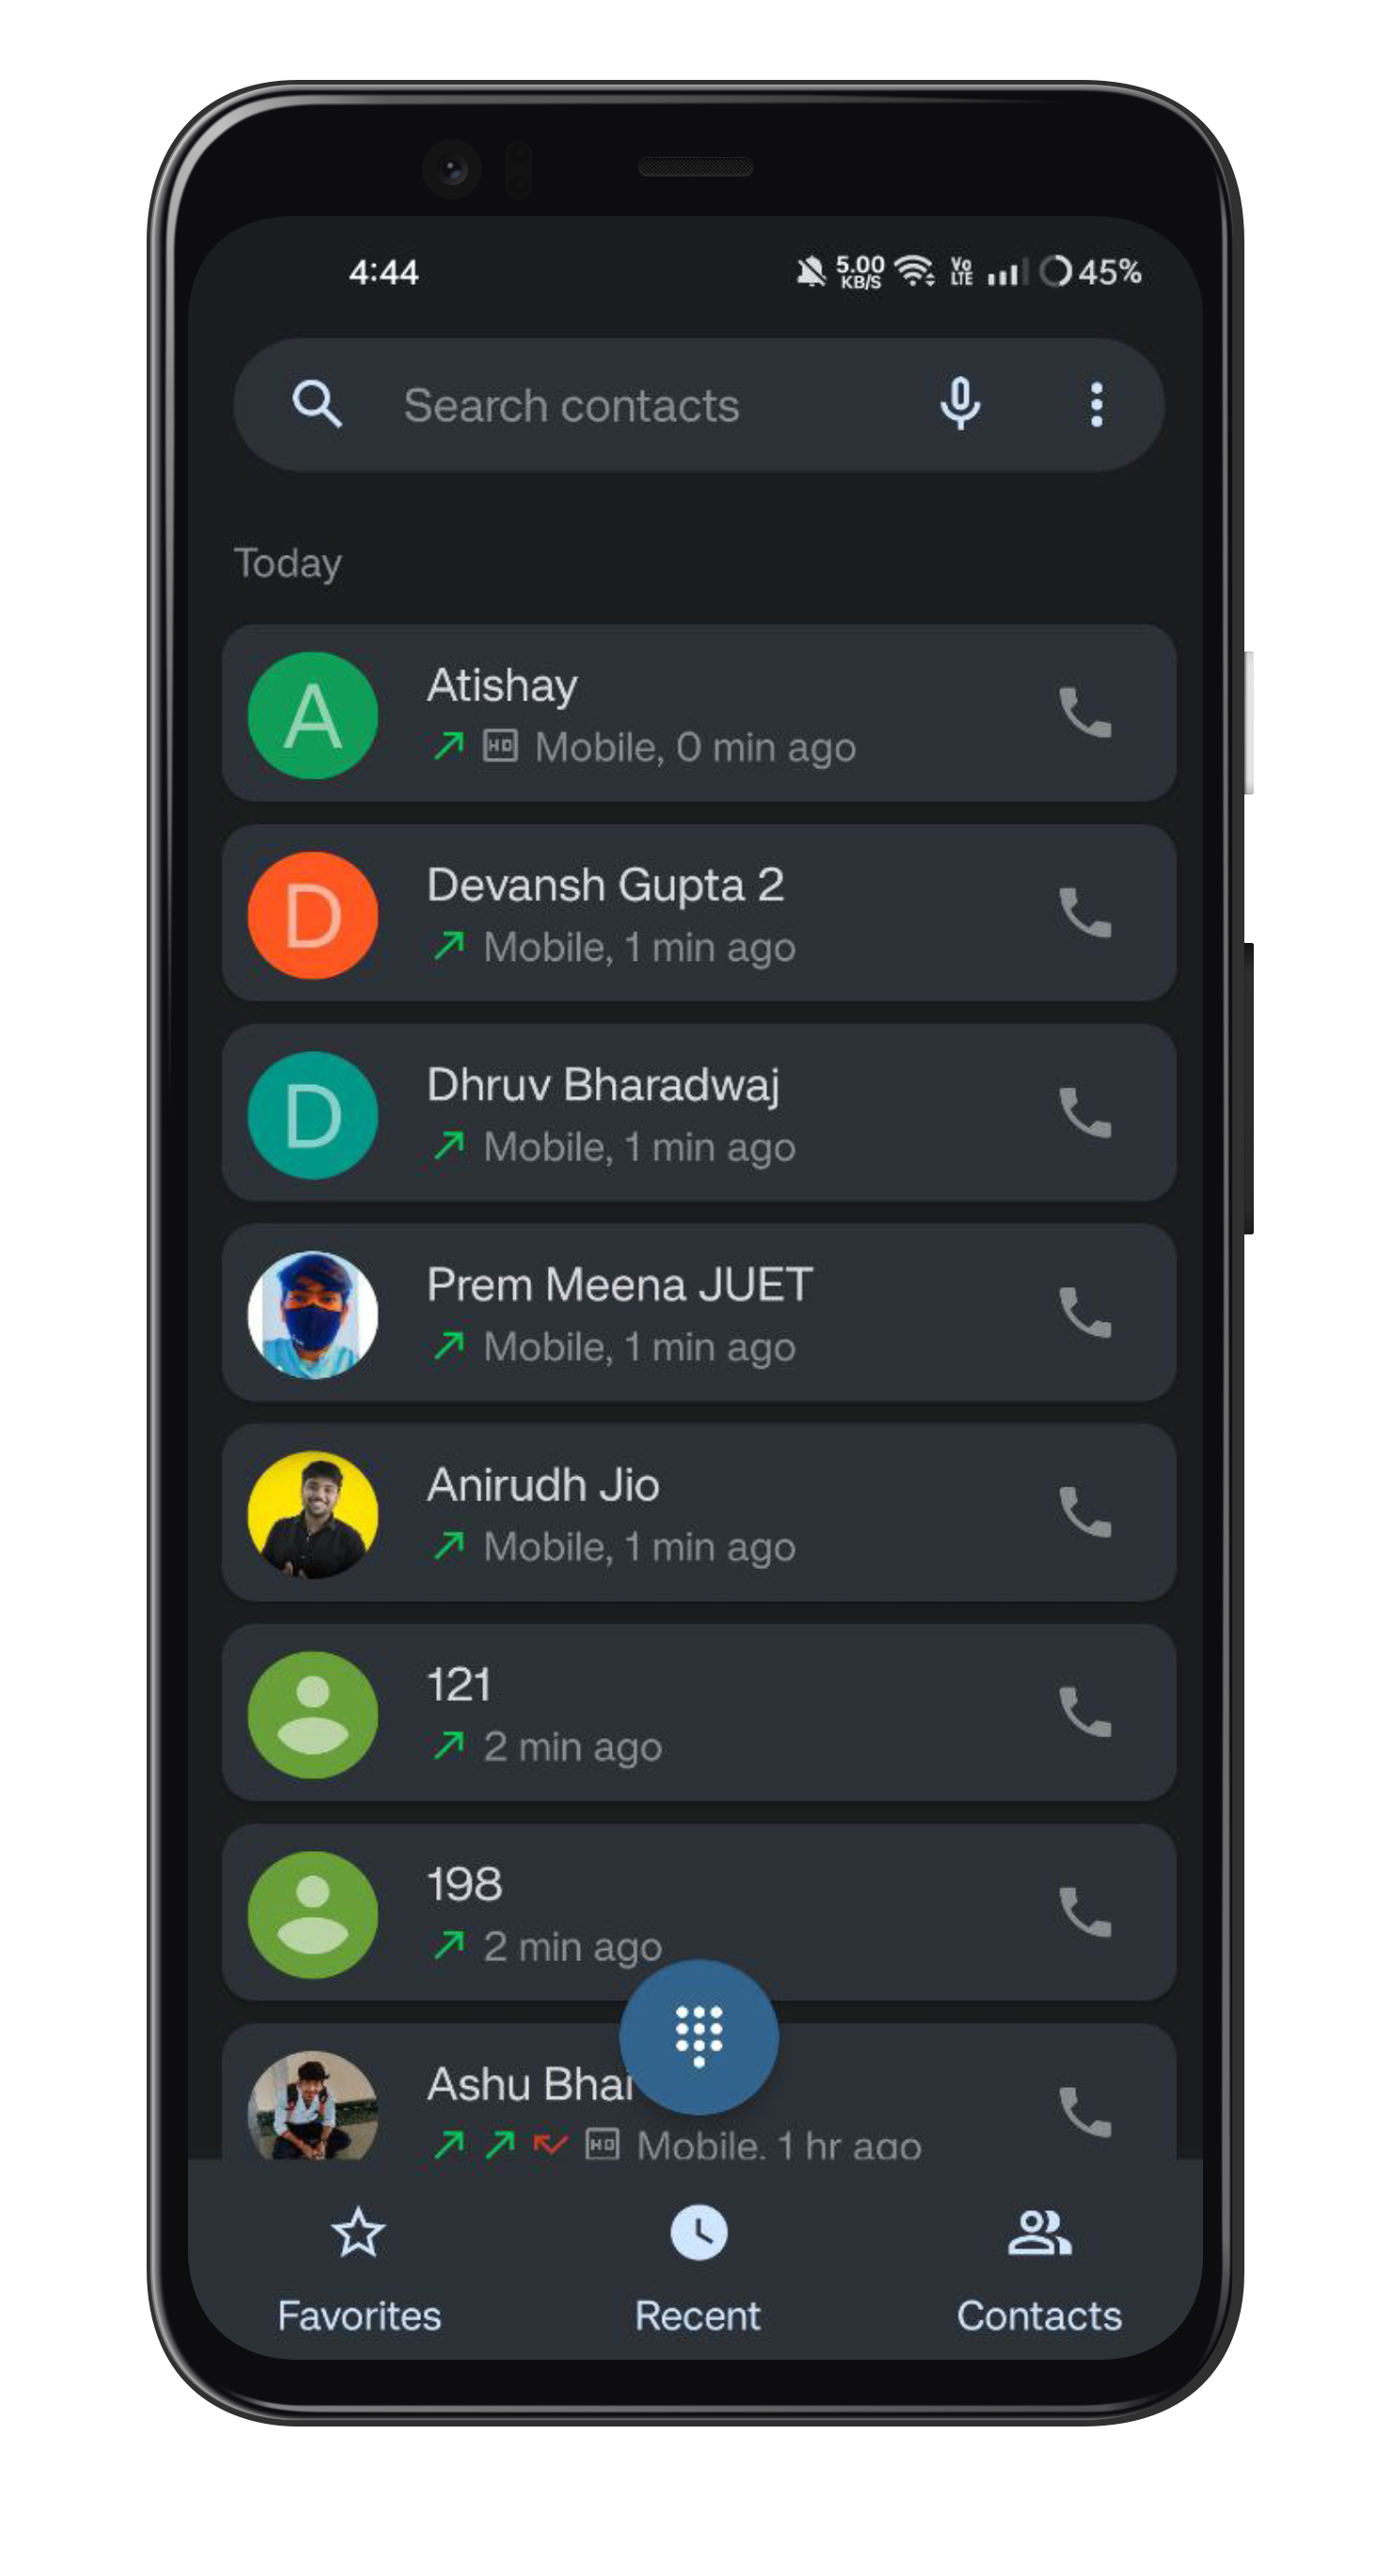 4:44 5.00 KB/S Vo LTE 45%
Search contacts
Today
A
Atishay
HD Mobile, 0 min ago
D
Devansh Gupta 2
Mobile, 1 min ago
D
Dhruv Bharadwaj
Mobile, 1 min ago
Prem Meena JUET
Mobile, 1 min ago
Anirudh Jio
Mobile, 1 min ago
121
2 min ago
198
2 min ago
Ashu Bhai
HD Mobile, 1 hr ago
Favorites Recent Contacts